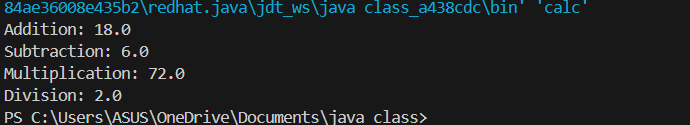 84ae36008e435b2\redhat.java\jdt_ws\java class_a438cdc\bin' 'calc'
Addition: 18.0
Subtraction: 6.0
Multiplication: 72.0
Division: 2.0
PS C:\Users\ASUS\OneDrive\Documents\java class>